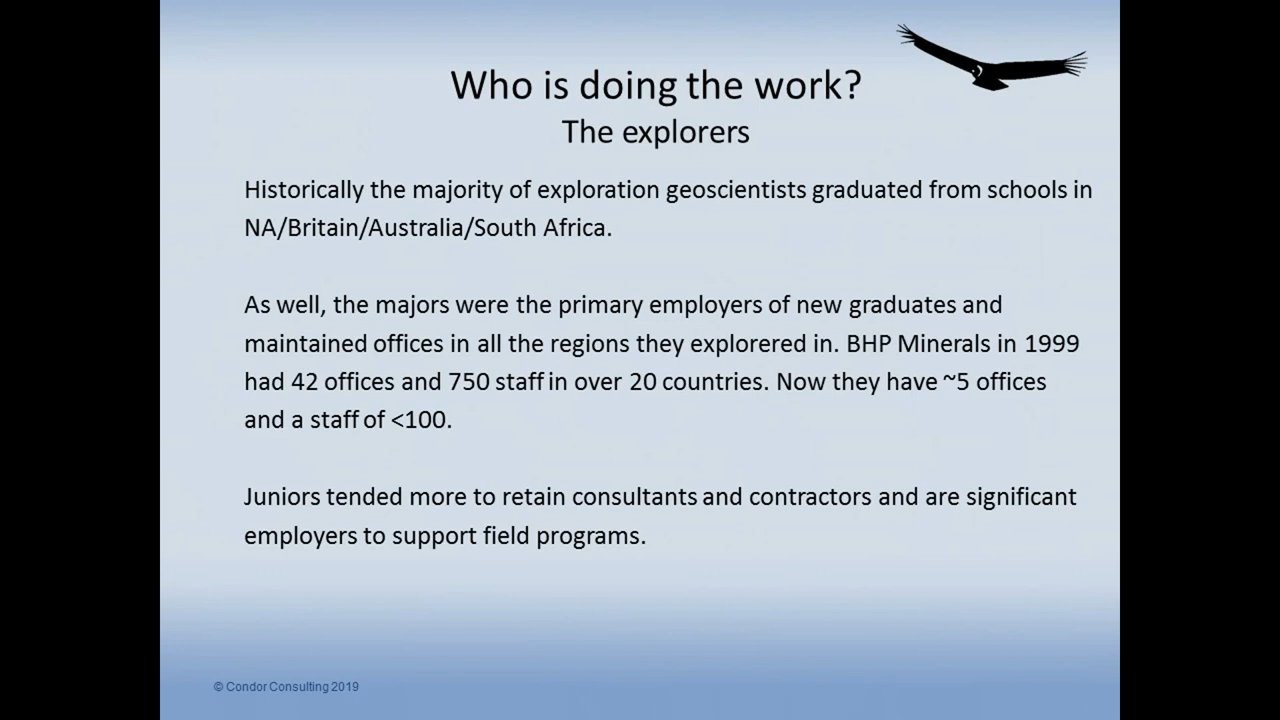 Who is doing the work?
The explorers
Historically the majority of exploration geoscientists graduated from schools in
NA/Britain/Australia/South Africa.
As well, the majors were the primary employers of new graduates and
maintained offices in all the regions they explorered in. BHP Minerals in 1999
had 42 offices and 750 staff in over 20 countries. Now they have ~5 offices
and a staff of <100.
Juniors tended more to retain consultants and contractors and are significant
employers to support field programs.
© Condor Consulting 2019